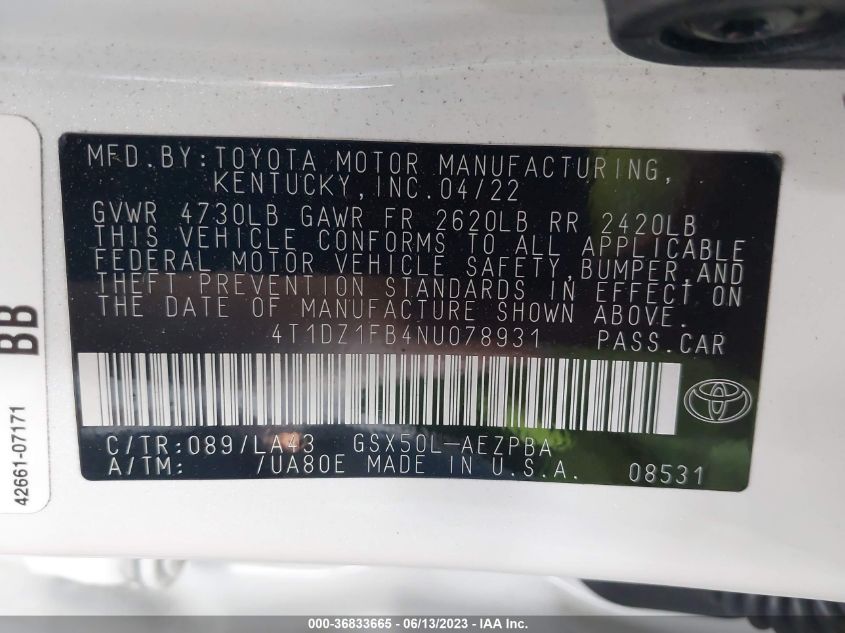 MFD. BY: TOYOTA MOTOR MANUFACTURING,
KENTUCKY, INC. 04/22
GVWR 4730LB GAWR FR 2620LB RR 2420LB
THIS VEHICLE CONFORMS TO ALL APPLICABLE
FEDERAL MOTOR VEHICLE SAFETY, BUMPER, AND
THEFT PREVENTION STANDARDS IN EFFECT ON
THE DATE OF MANUFACTURE SHOWN ABOVE.
4T1DZ1FB4NU078931 PASS. CAR
C/TR: 089/LA43 GSX50L-AEZPBA
A/TM: /UA80E MADE IN U.S.A. 08531
BB
42661-07171
000-36833665 - 06/13/2023 - IAA Inc.